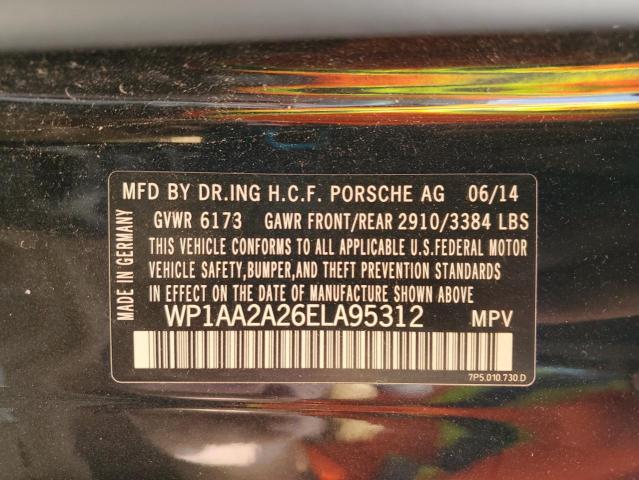 MFD BY DR.ING H.C.F. PORSCHE AG 06/14
GVWR 6173 GAWR FRONT/REAR 2910/3384 LBS
THIS VEHICLE CONFORMS TO ALL APPLICABLE U.S.FEDERAL MOTOR
VEHICLE SAFETY,BUMPER,AND THEFT PREVENTION STANDARDS
IN EFFECT ON THE DATE OF MANUFACTURE SHOWN ABOVE
WP1AA2A26ELA95312 MPV
7P5.010.730.D
MADE IN GERMANY